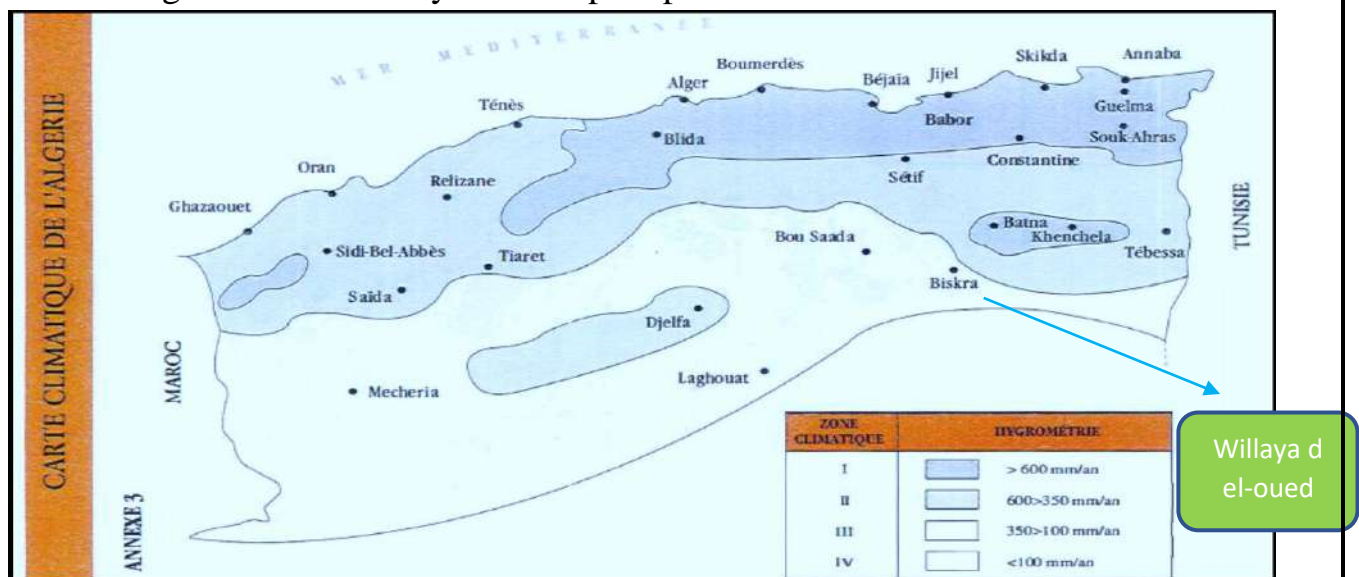 CARTE CLIMATIQUE DE L'ALGERIE
ANNEXE 3
MER MEDITERRANÉE
MAROC
TUNISIE
Skikda
Annaba
Boumerdès
Béjaïa
Jijel
Alger
Guelma
Ténès
Babor
Blida
Souk-Ahras
Constantine
Oran
Relizane
Sétif
Ghazaouet
Batna
Khenchela
Bou Saada
Sidi-Bel-Abbès
Tiaret
Tébessa
Biskra
Saïda
Djelfa
Laghouat
Mecheria
ZONE CLIMATIQUE HYGROMÉTRIE
I > 600 mm/an
II 600>350 mm/an
III 350>100 mm/an
IV <100 mm/an
Willaya d
el-oued